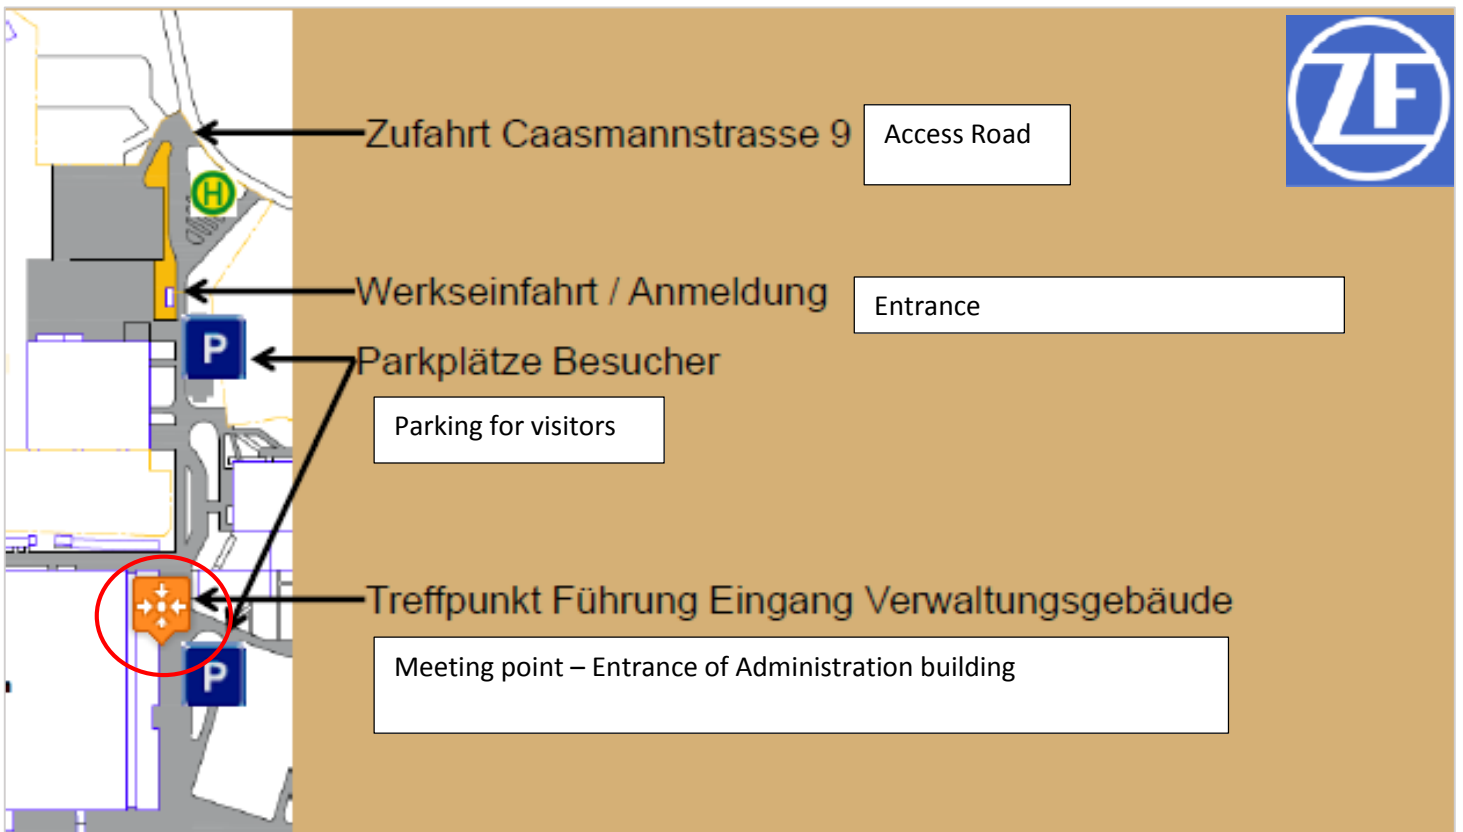 ZF
Zufahrt Caasmannstrasse 9
Access Road
H
Werkseinfahrt / Anmeldung
Entrance
P
Parkplätze Besucher
Parking for visitors
Treffpunkt Führung Eingang Verwaltungsgebäude
Meeting point – Entrance of Administration building
P